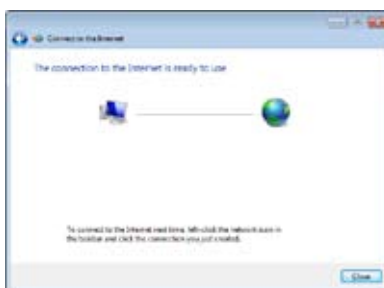 Connect to the Internet
The connection to the Internet is ready to use
To connect to the Internet next time, left-click the network icon in
the taskbar and click the connection you just created.
Close